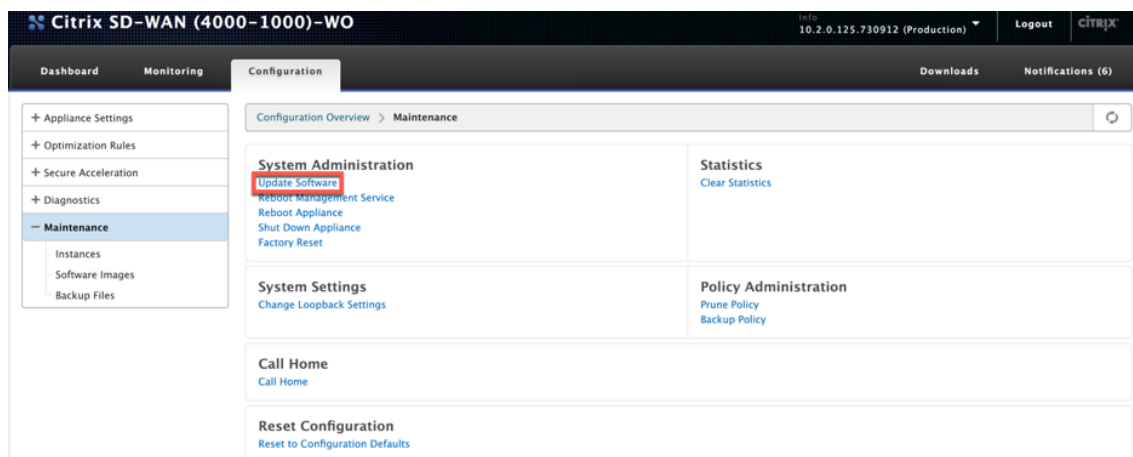 Citrix SD-WAN (4000-1000)-WO
Info
10.2.0.125.730912 (Production)
Logout
CİTRIX
Dashboard
Monitoring
Configuration
Downloads
Notifications (6)
+ Appliance Settings
+ Optimization Rules
+ Secure Acceleration
+ Diagnostics
— Maintenance
Instances
Software Images
Backup Files
Configuration Overview > Maintenance
System Administration
Update Software
Reboot Management Service
Reboot Appliance
Shut Down Appliance
Factory Reset
Statistics
Clear Statistics
System Settings
Change Loopback Settings
Policy Administration
Prune Policy
Backup Policy
Call Home
Call Home
Reset Configuration
Reset to Configuration Defaults